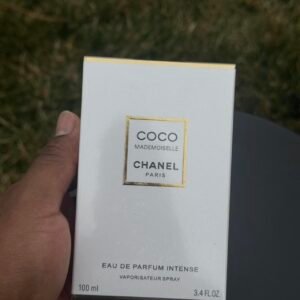 COCO
MADEMOISELLE
CHANEL
PARIS
EAU DE PARFUM INTENSE
VAPORISATEUR SPRAY
100 ml 3.4 FL.OZ